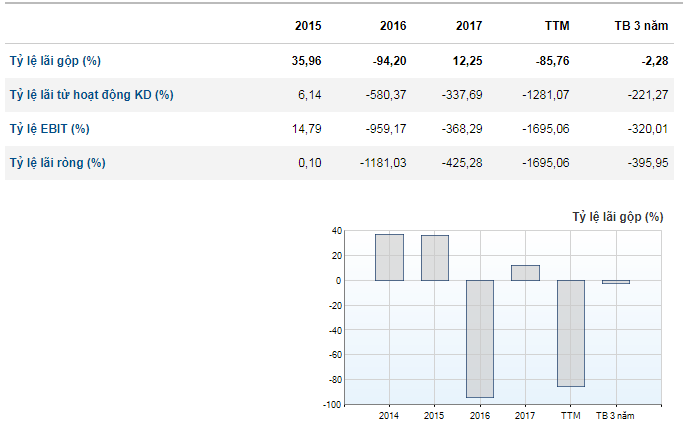 2015 2016 2017 TTM TB 3 năm
Tỷ lệ lãi gộp (%) 35,96 -94,20 12,25 -85,76 -2,28
Tỷ lệ lãi từ hoạt động KD (%) 6,14 -580,37 -337,69 -1281,07 -221,27
Tỷ lệ EBIT (%) 14,79 -959,17 -368,29 -1695,06 -320,01
Tỷ lệ lãi ròng (%) 0,10 -1181,03 -425,28 -1695,06 -395,95
Tỷ lãi gộp (%)
40
20
0
-20
-40
-60
-80
-100
2014 2015 2016 2017 TTM TB 3 năm